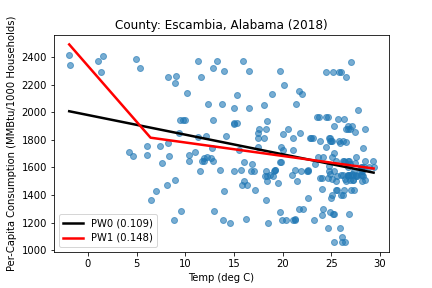 County: Escambia, Alabama (2018)
Per-Capita Consumption (MMBtu/1000 Households)
2400
2200
2000
1800
1600
1400
1200
1000
PW0 (0.109)
PW1 (0.148)
0 5 10 15 20 25 30
Temp (deg C)